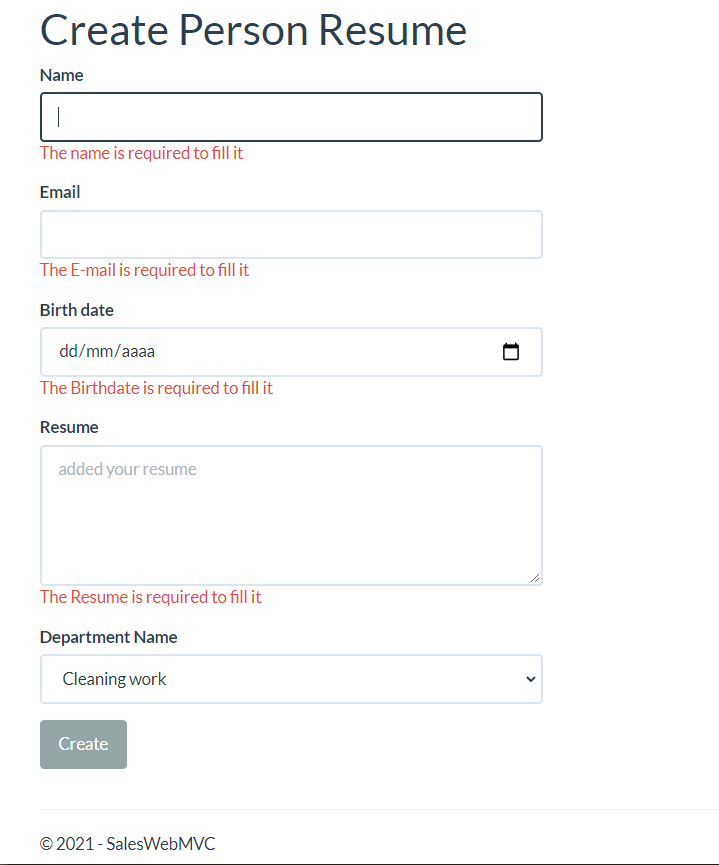 Create Person Resume
Name
The name is required to fill it
Email
The E-mail is required to fill it
Birth date
dd/mm/aaaa
The Birthdate is required to fill it
Resume
added your resume
The Resume is required to fill it
Department Name
Cleaning work
Create
© 2021 - SalesWebMVC